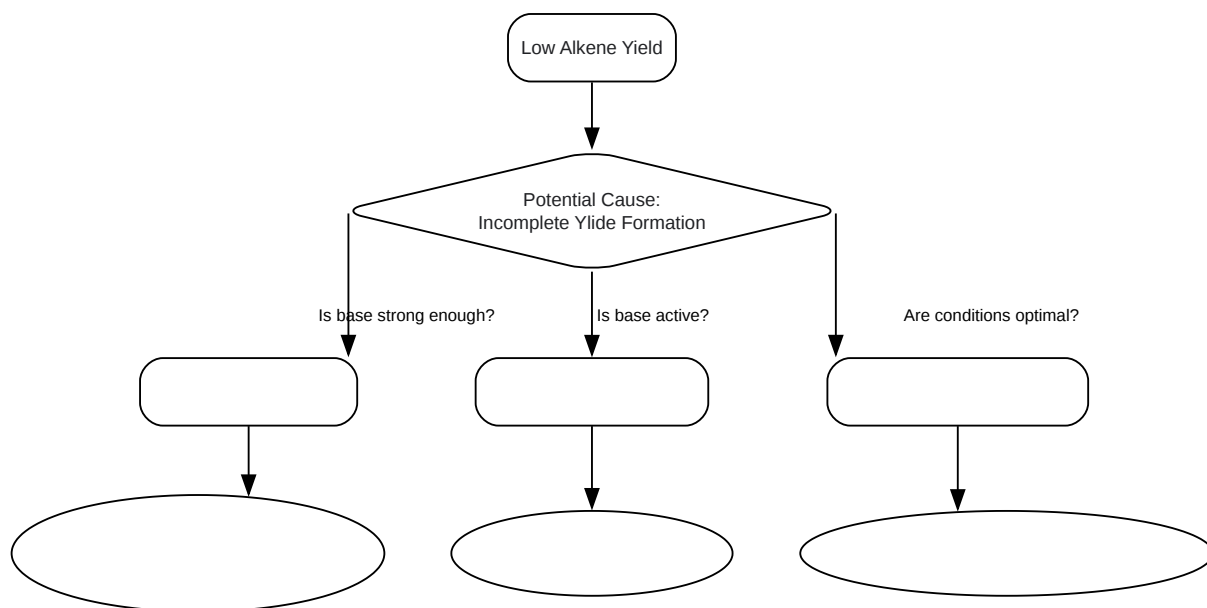 Low Alkene Yield
Potential Cause:
Incomplete Ylide Formation
Is base strong enough?
Is base active?
Are conditions optimal?